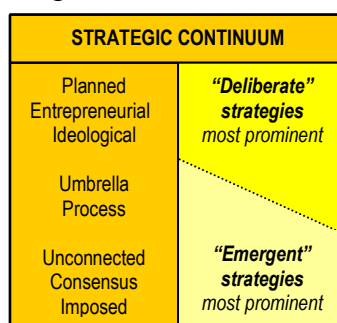 STRATEGIC CONTINUUM
Planned
Entrepreneurial
Ideological
Umbrella
Process
Unconnected
Consensus
Imposed
“Deliberate”
strategies
most prominent
“Emergent”
strategies
most prominent